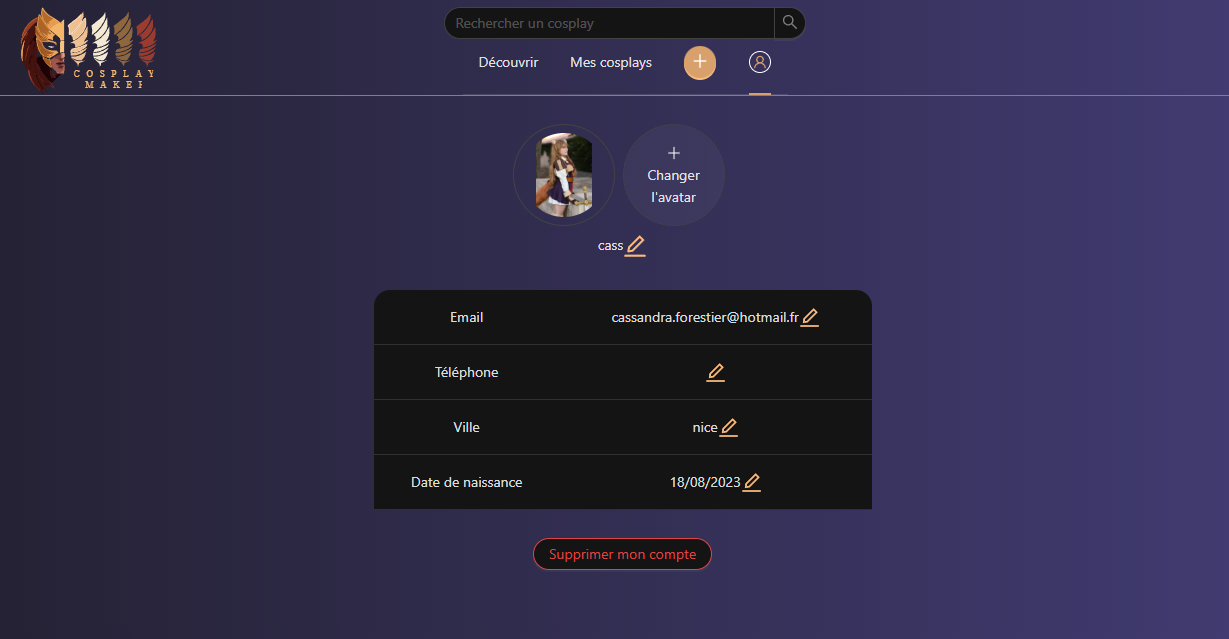 COSPLAY
MAKER
Rechercher un cosplay
Découvrir
Mes cosplays
Changer
l'avatar
cass
Email
cassandra.forestier@hotmail.fr
Téléphone
Ville
nice
Date de naissance
18/08/2023
Supprimer mon compte